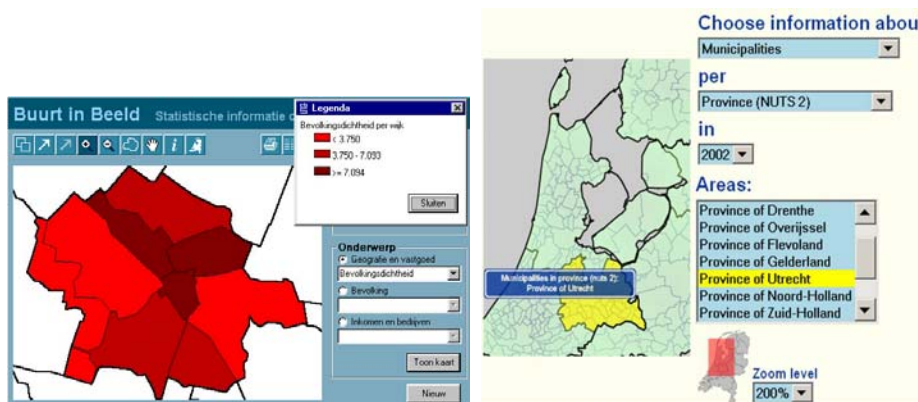 Buurt in Beeld Statistische informatie
Legenda
Bevolkingsdichtheid per wijk
< 3.750
3.750 - 7.093
>= 7.094
Sluiten
Onderwerp
Geografie en vastgoed
Bevolkingsdichtheid
Bevolking
Inkomen en bedrijven
Toon kaart
Nieuw
Choose information abou
Municipalities
per
Province (NUTS 2)
in
2002
Areas:
Province of Drenthe
Province of Overijssel
Province of Flevoland
Province of Gelderland
Province of Utrecht
Province of Noord-Holland
Province of Zuid-Holland
Municipalities in province (nuts 2):
Province of Utrecht
Zoom level
200%